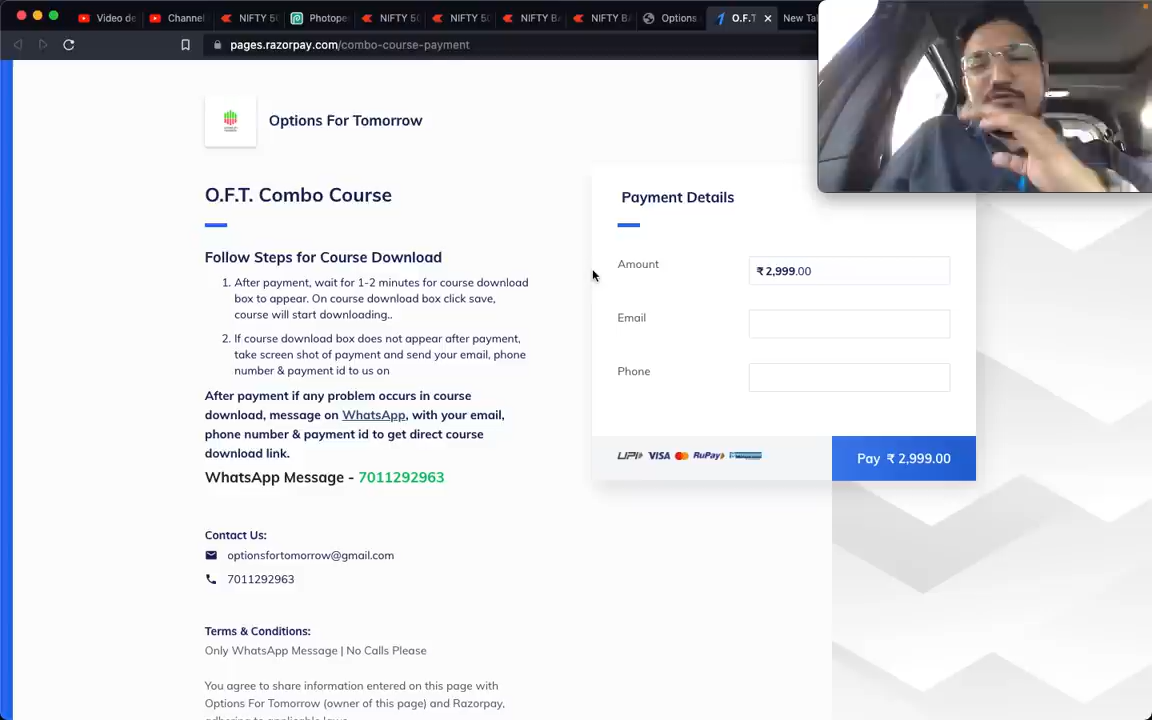 Video de
Channel
NIFTY 50
Photope
NIFTY 50
NIFTY 50
NIFTY B
NIFTY B
Options
O.F.T
New Tal
pages.razorpay.com/combo-course-payment
Options For Tomorrow
O.F.T. Combo Course
Follow Steps for Course Download
1. After payment, wait for 1-2 minutes for course download
box to appear. On course download box click save,
course will start downloading..
2. If course download box does not appear after payment,
take screen shot of payment and send your email, phone
number & payment id to us on
After payment if any problem occurs in course
download, message on WhatsApp, with your email,
phone number & payment id to get direct course
download link.
WhatsApp Message - 7011292963
Contact Us:
optionsfortomorrow@gmail.com
7011292963
Terms & Conditions:
Only WhatsApp Message | No Calls Please
You agree to share information entered on this page with
Options For Tomorrow (owner of this page) and Razorpay,
adhering to applicable laws.
Payment Details
Amount
₹ 2,999.00
Email
Phone
UPI VISA RuPay
Pay ₹ 2,999.00